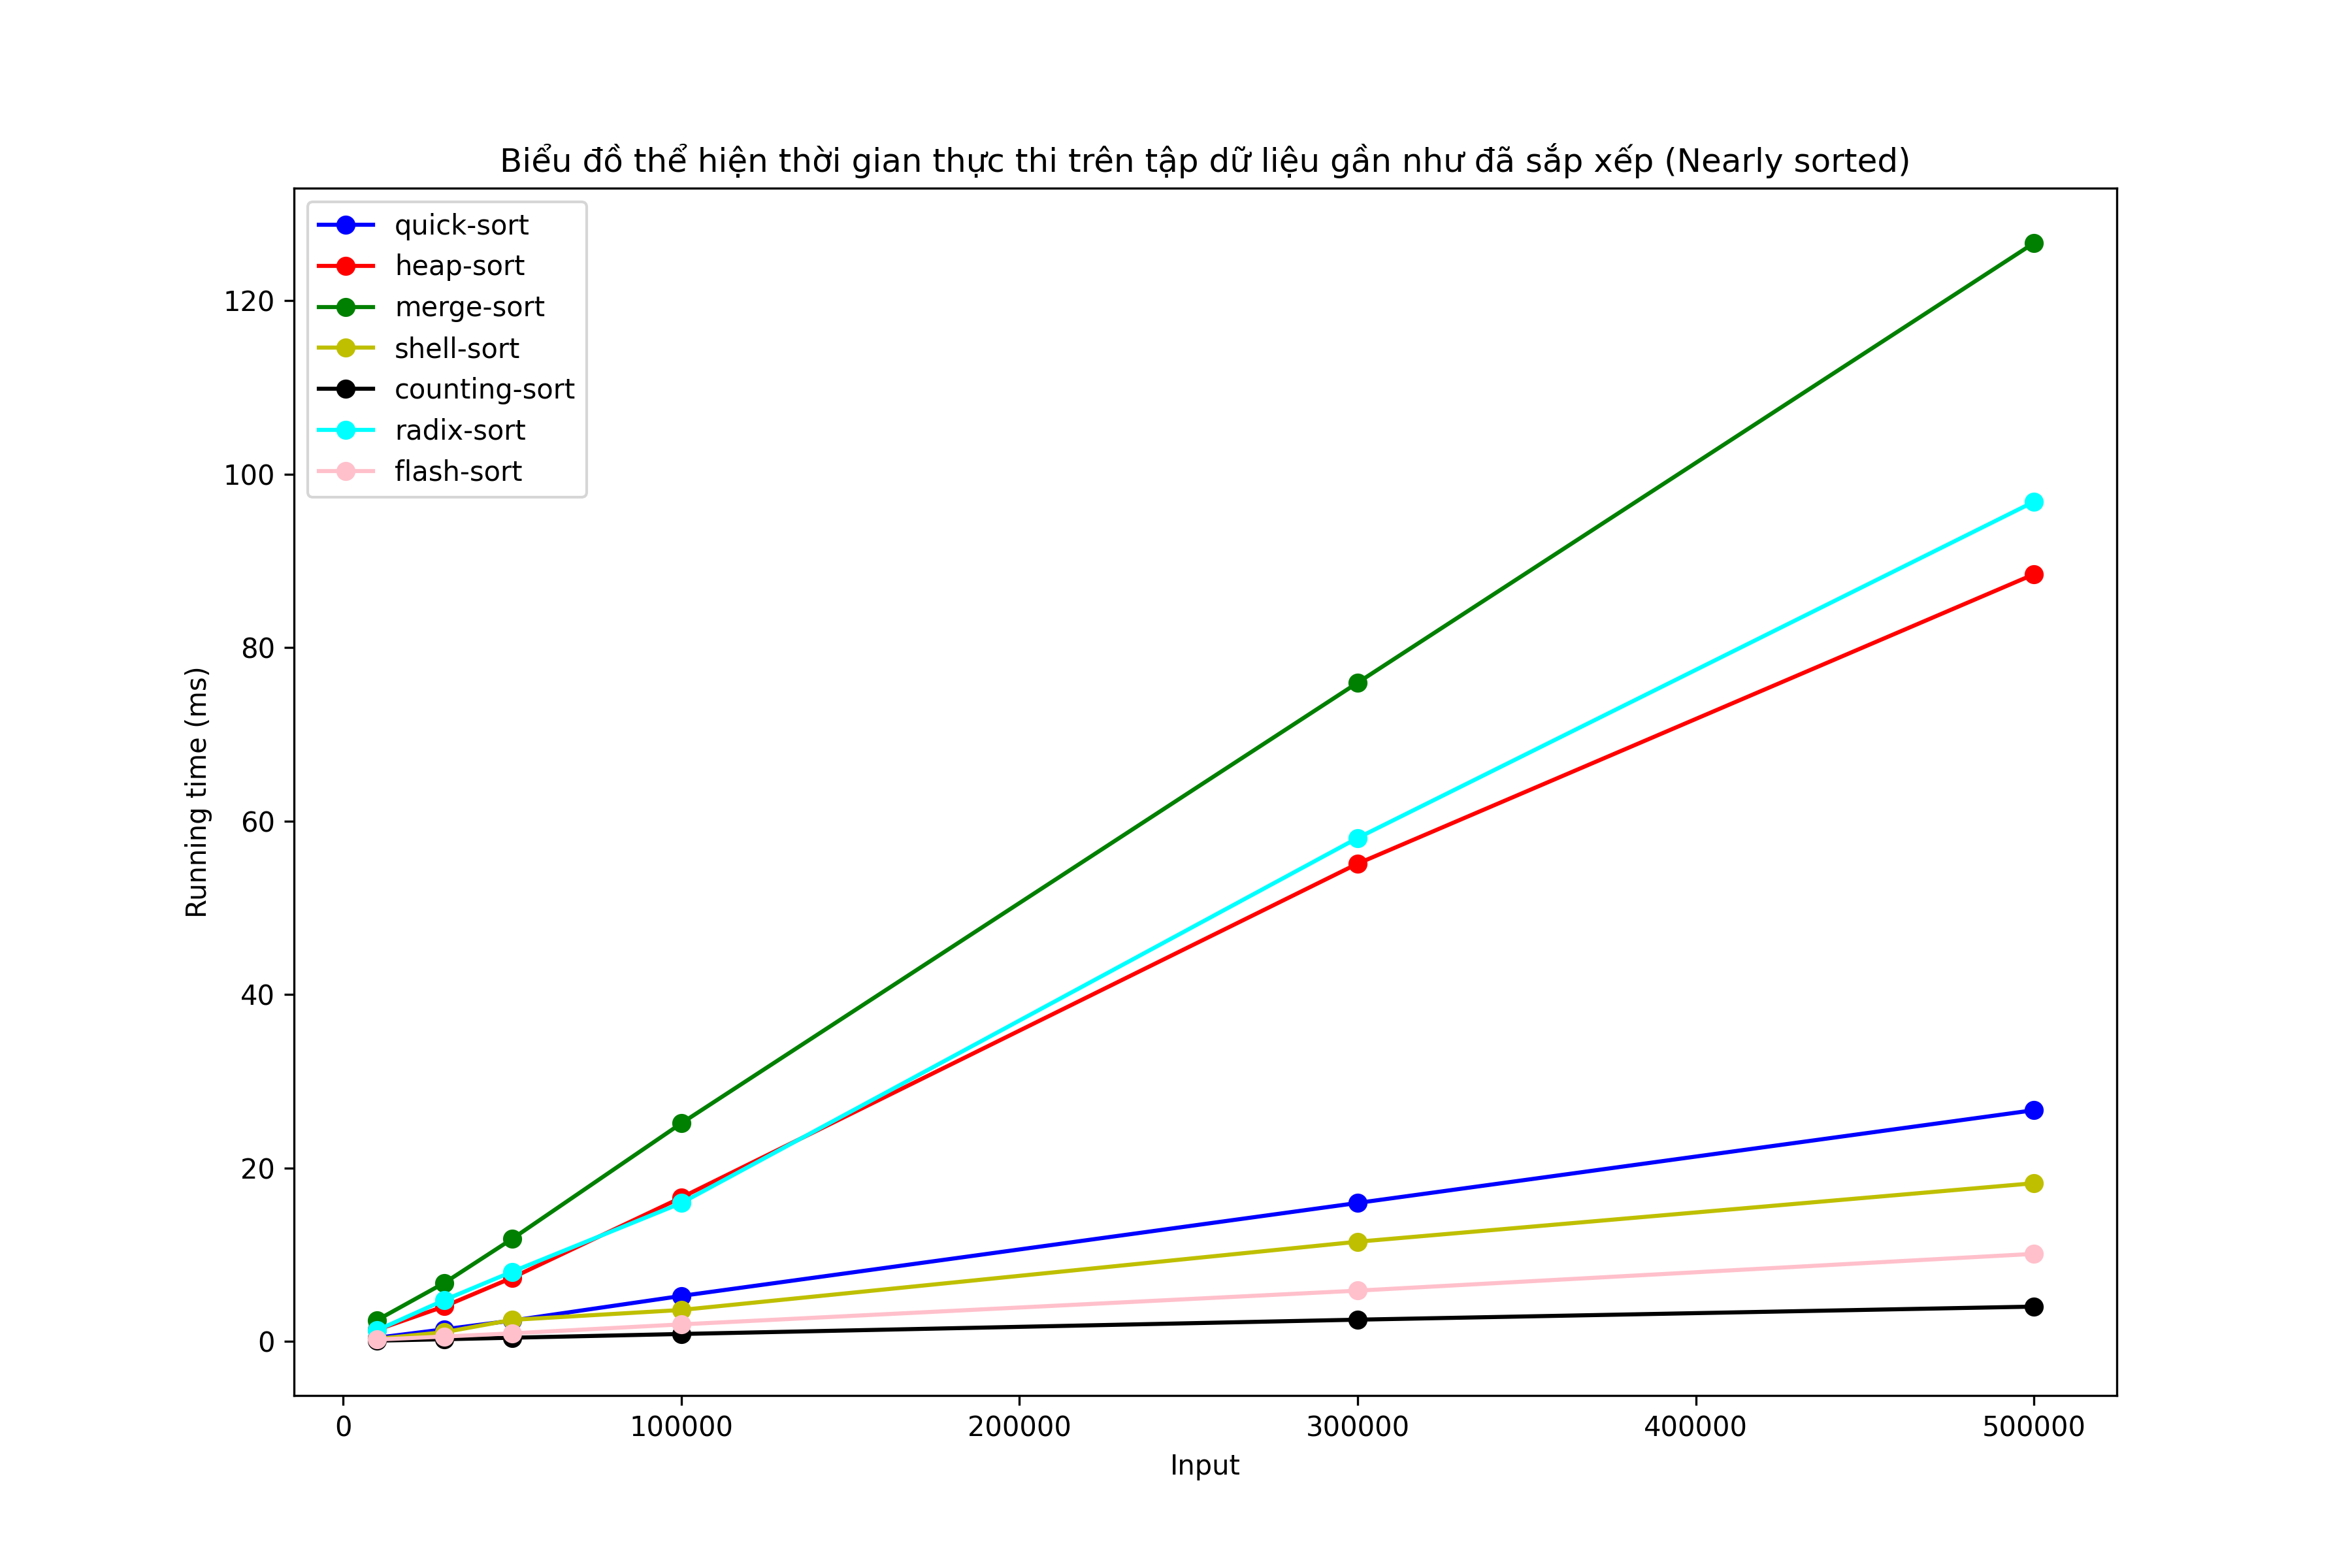 Biểu đồ thể hiện thời gian thực thi trên tập dữ liệu gần như đã sắp xếp (Nearly sorted)
quick-sort
heap-sort
merge-sort
shell-sort
counting-sort
radix-sort
flash-sort
Running time (ms)
120
100
80
60
40
20
0
0 100000 200000 300000 400000 500000
Input